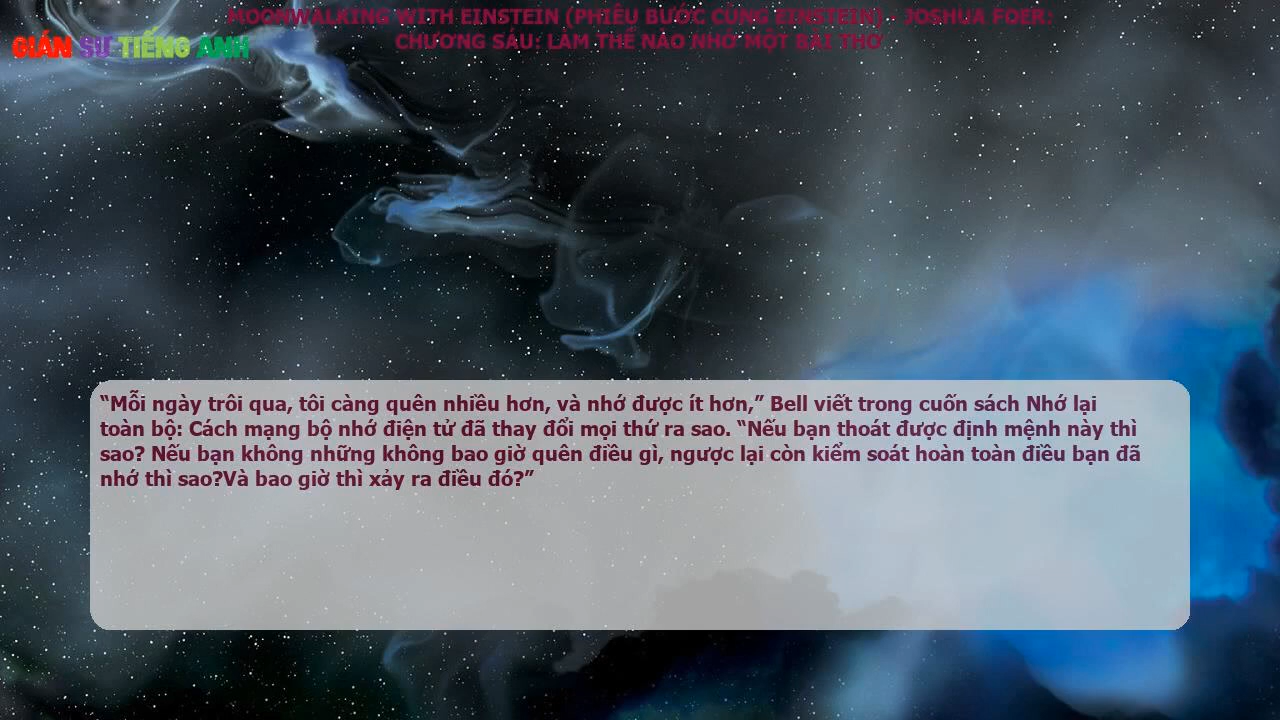 MOONWALKING WITH EINSTEIN (PHIÊU BƯỚC CÙNG EINSTEIN) - JOSHUA FOER:
CHƯƠNG SÁU: LÀM THẾ NÀO NHỚ MỘT BÀI THƠ
GIÁN SƯ TIẾNG ANH
“Mỗi ngày trôi qua, tôi càng quên nhiều hơn, và nhớ được ít hơn,” Bell viết trong cuốn sách Nhớ lại
toàn bộ: Cách mạng bộ nhớ điện tử đã thay đổi mọi thứ ra sao. “Nếu bạn thoát được định mệnh này thì
sao? Nếu bạn không những không bao giờ quên điều gì, ngược lại còn kiểm soát hoàn toàn điều bạn đã
nhớ thì sao?Và bao giờ thì xảy ra điều đó?”